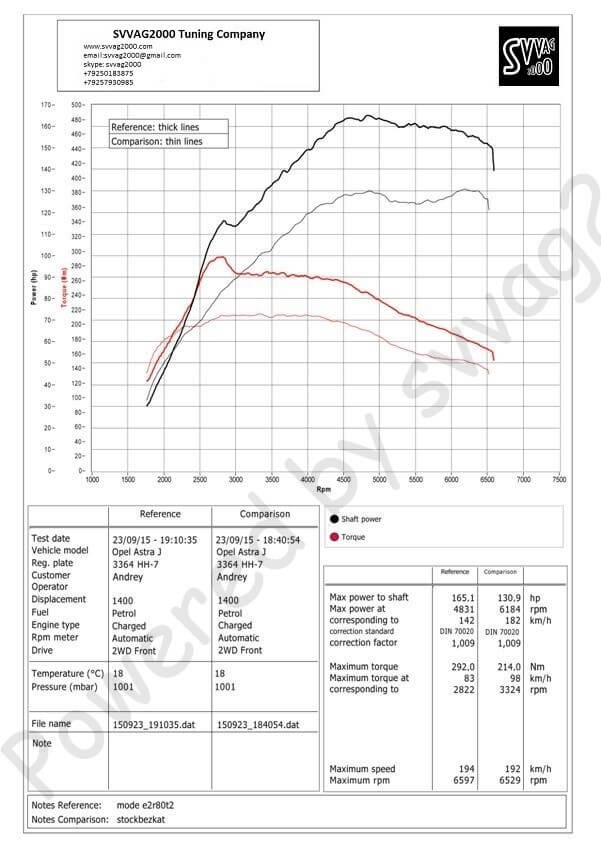 SVVAG2000 Tuning Company
www.svvag2000.com
email:svvag2000@gmail.com
skype: svvag2000
+79250183875
+79257930985
SVVAG
2000
170-
160-
150-
140-
130-
120-
110-
100-
90-
80-
70-
60-
50-
40-
30-
20-
10-
0-
Power (hp)
500-
480-
460-
440-
420-
400-
380-
360-
340-
320-
300-
280-
260-
240-
220-
200-
180-
160-
140-
120-
100-
80-
60-
40-
20-
0-
Torque (Nm)
Reference: thick lines
Comparison: thin lines
1000 1500 2000 2500 3000 3500 4000 4500 5000 5500 6000 6500 7000 7500
Rpm
Powered by svvag2
Reference Comparison
Test date 23/09/15 - 19:10:35 23/09/15 - 18:40:54
Vehicle model Opel Astra J Opel Astra J
Reg. plate 3364 HH-7 3364 HH-7
Customer Andrey Andrey
Operator
Displacement 1400 1400
Fuel Petrol Petrol
Engine type Charged Charged
Rpm meter Automatic Automatic
Drive 2WD Front 2WD Front
Temperature (°C) 18 18
Pressure (mbar) 1001 1001
File name 150923_191035.dat 150923_184054.dat
Note
Shaft power
Torque
Reference Comparison
Max power to shaft 165.1 130,9 hp
Max power at 4831 6184 rpm
corresponding to 142 182 km/h
correction standard DIN 70020 DIN 70020
correction factor 1,009 1,009
Maximum torque 292.0 214.0 Nm
Maximum torque at 83 98 km/h
corresponding to 2822 3324 rpm
Maximum speed 194 192 km/h
Maximum rpm 6597 6529 rpm
Notes Reference: mode e2r80t2
Notes Comparison: stockbezkat